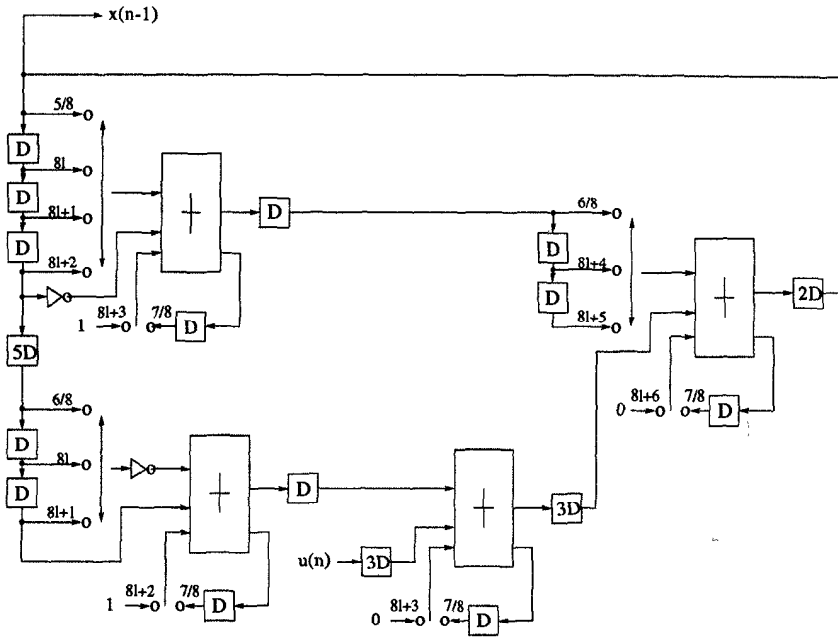 x(n-1)
5/8
D
8l
D
8l+1
D
8l+2
+
D
8l+3
1
7/8
D
5D
6/8
D
8l+4
D
8l+5
+
2D
8l+6
0
7/8
D
6/8
D
8l
D
8l+1
+
D
8l+2
1
7/8
D
u(n)
3D
+
3D
8l+3
0
7/8
D